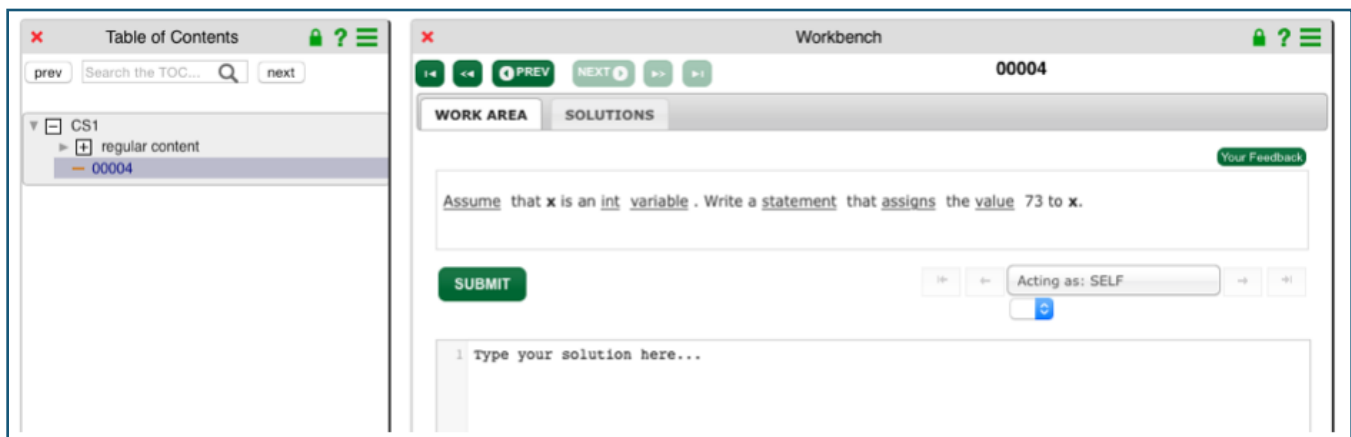 Table of Contents
?
prev
Search the TOC...
next
CS1
regular content
00004
Workbench
?
PREV
NEXT
00004
WORK AREA
SOLUTIONS
Your Feedback
Assume that x is an int variable . Write a statement that assigns the value 73 to x.
SUBMIT
Acting as: SELF
1 Type your solution here...